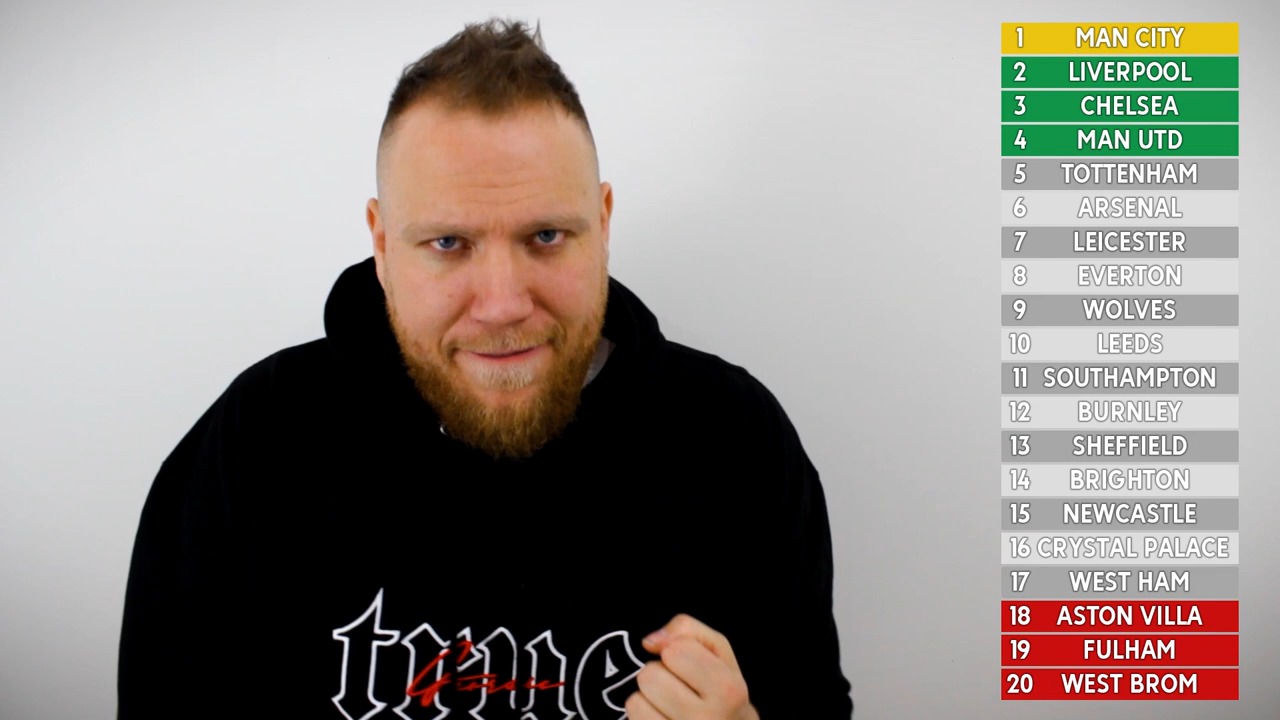 1 MAN CITY
2 LIVERPOOL
3 CHELSEA
4 MAN UTD
5 TOTTENHAM
6 ARSENAL
7 LEICESTER
8 EVERTON
9 WOLVES
10 LEEDS
11 SOUTHAMPTON
12 BURNLEY
13 SHEFFIELD
14 BRIGHTON
15 NEWCASTLE
16 CRYSTAL PALACE
17 WEST HAM
18 ASTON VILLA
19 FULHAM
20 WEST BROM
true